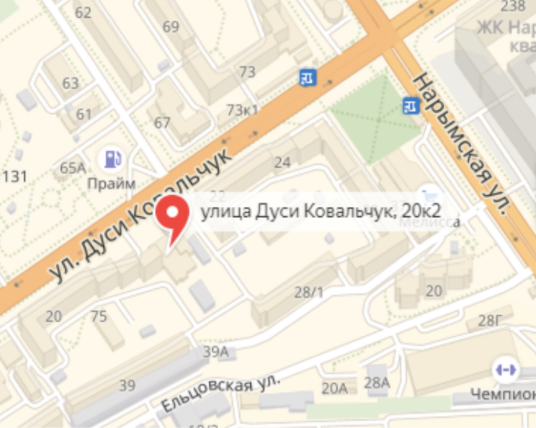 62
238
69
ЖК Нар
ква
63
73
61
73к1
67
Нарымская ул.
131
65А
Прайм
24
ул. Дуси Ковальчук
улица Дуси Ковальчук, 20к2
28/1
20
20
75
28Г
39А
39
Ельцовская ул.
20А
28А
Чемпион